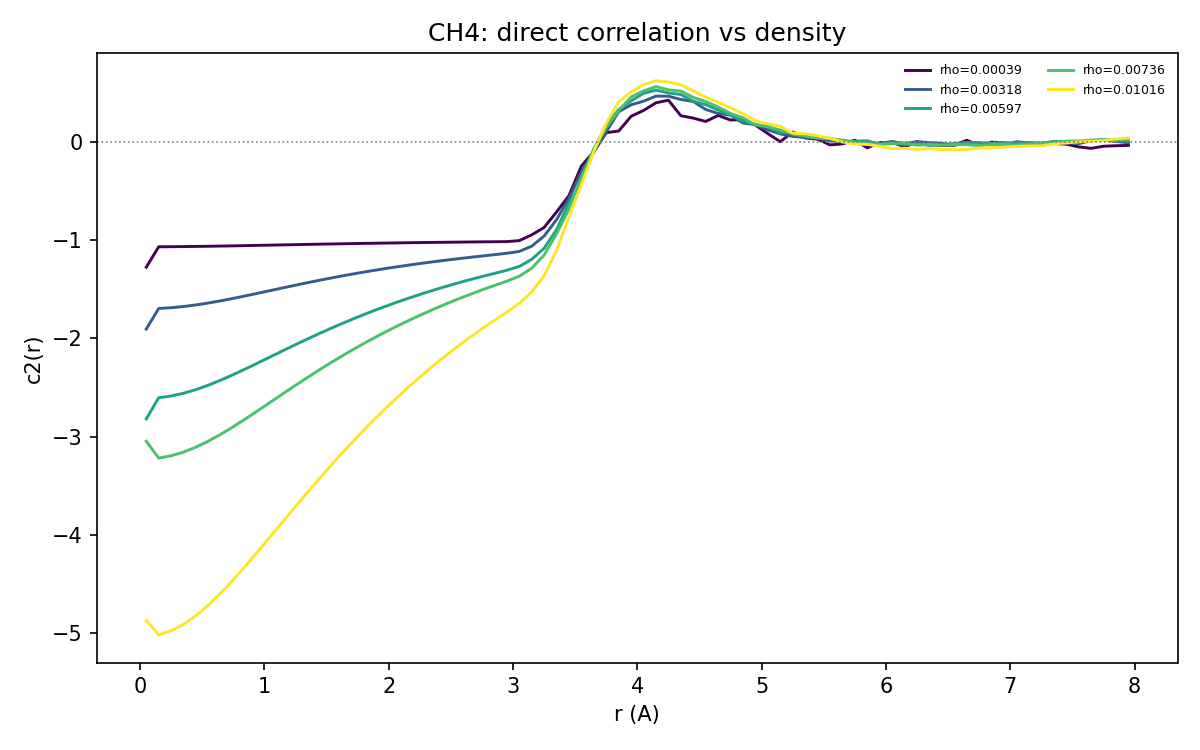 CH4: direct correlation vs density
rho=0.00039
rho=0.00318
rho=0.00597
rho=0.00736
rho=0.01016
c2(r)
0
−1
−2
−3
−4
−5
0 1 2 3 4 5 6 7 8
r (A)